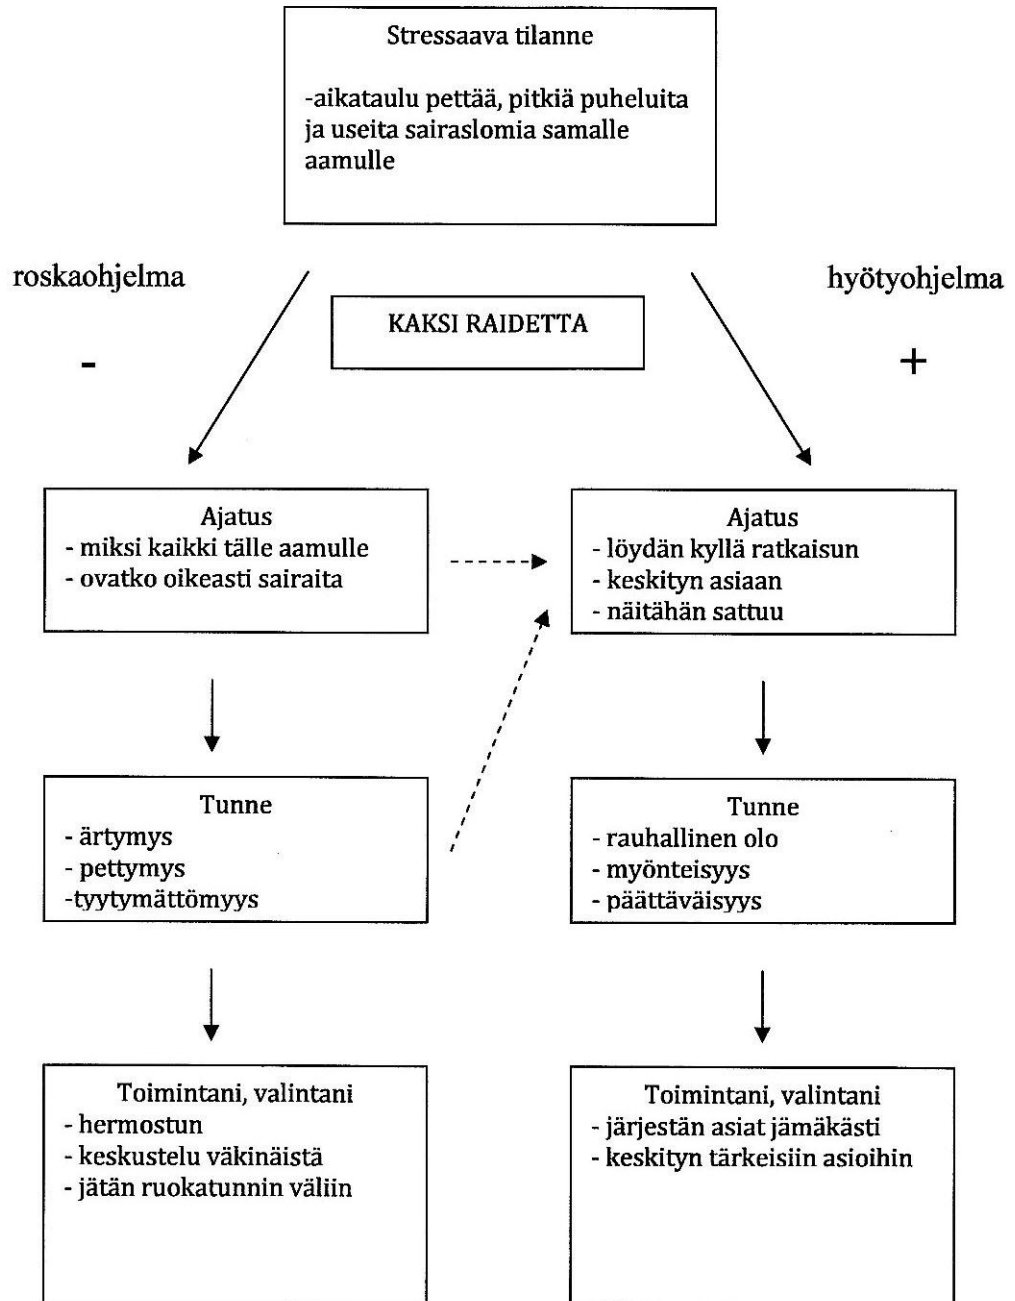 Stressaava tilanne
-aikataulu pettää, pitkiä puheluita
ja useita sairaslomia samalle
aamulle
roskaohjelma
hyötyohjelma
KAKSI RAIDETTA
-
+
Ajatus
- miksi kaikki tälle aamulle
- ovatko oikeasti sairaita
Ajatus
- löydän kyllä ratkaisun
- keskityn asiaan
- näitähän sattuu
Tunne
- ärtymys
- pettymys
-tyytymättömyys
Tunne
- rauhallinen olo
- myönteisyys
- päättäväisyys
Toimintani, valintani
- hermostun
- keskustelu väkinäistä
- jätän ruokatunnin väliin
Toimintani, valintani
- järjestän asiat jämäkästi
- keskityn tärkeisiin asioihin